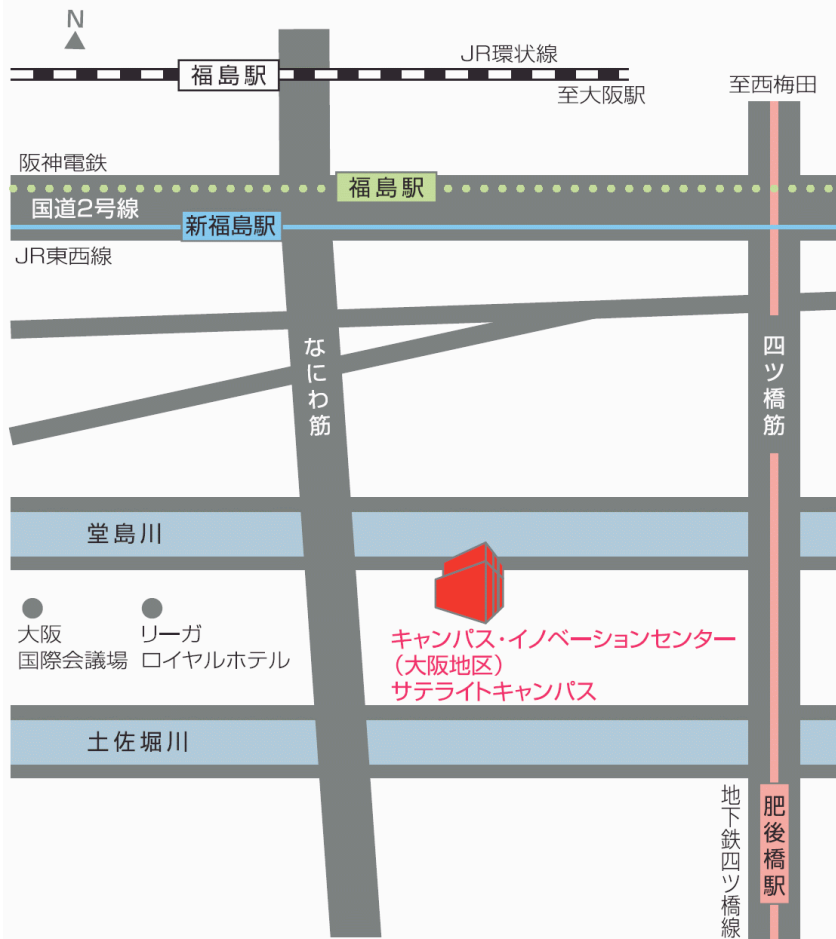 N
JR環状線
福島駅
至大阪駅
至西梅田
阪神電鉄
福島駅
国道2号線
新福島駅
JR東西線
なにわ筋
四ツ橋筋
堂島川
大阪
国際会議場
リーガ
ロイヤルホテル
キャンパス・イノベーションセンター
（大阪地区）
サテライトキャンパス
土佐堀川
地下鉄四ツ橋線
肥後橋駅